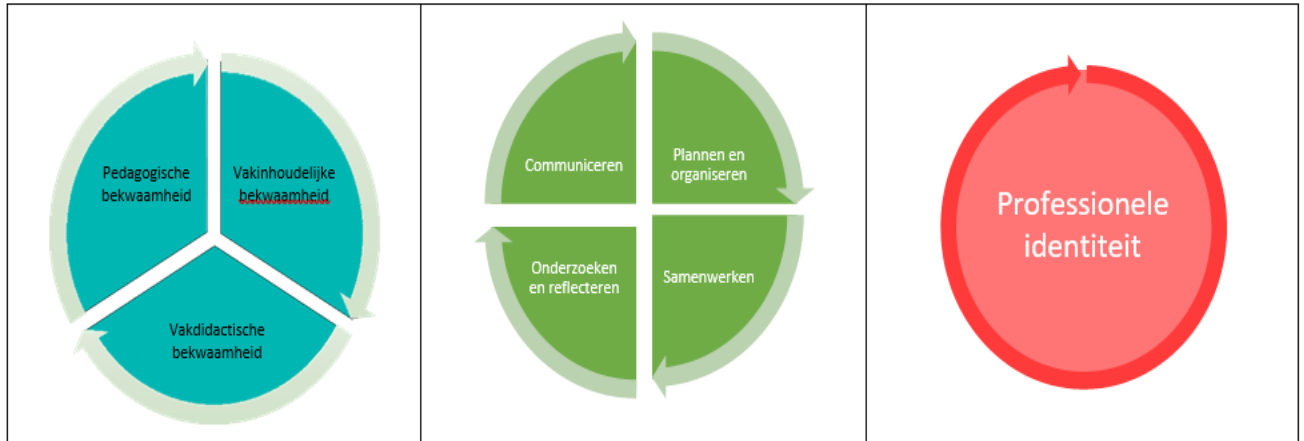 Pedagogische
bekwaamheid
Vakinhoudelijke
bekwaamheid
Vakdidactische
bekwaamheid
Communiceren
Plannen en
organiseren
Onderzoeken
en reflecteren
Samenwerken
Professionele
identiteit